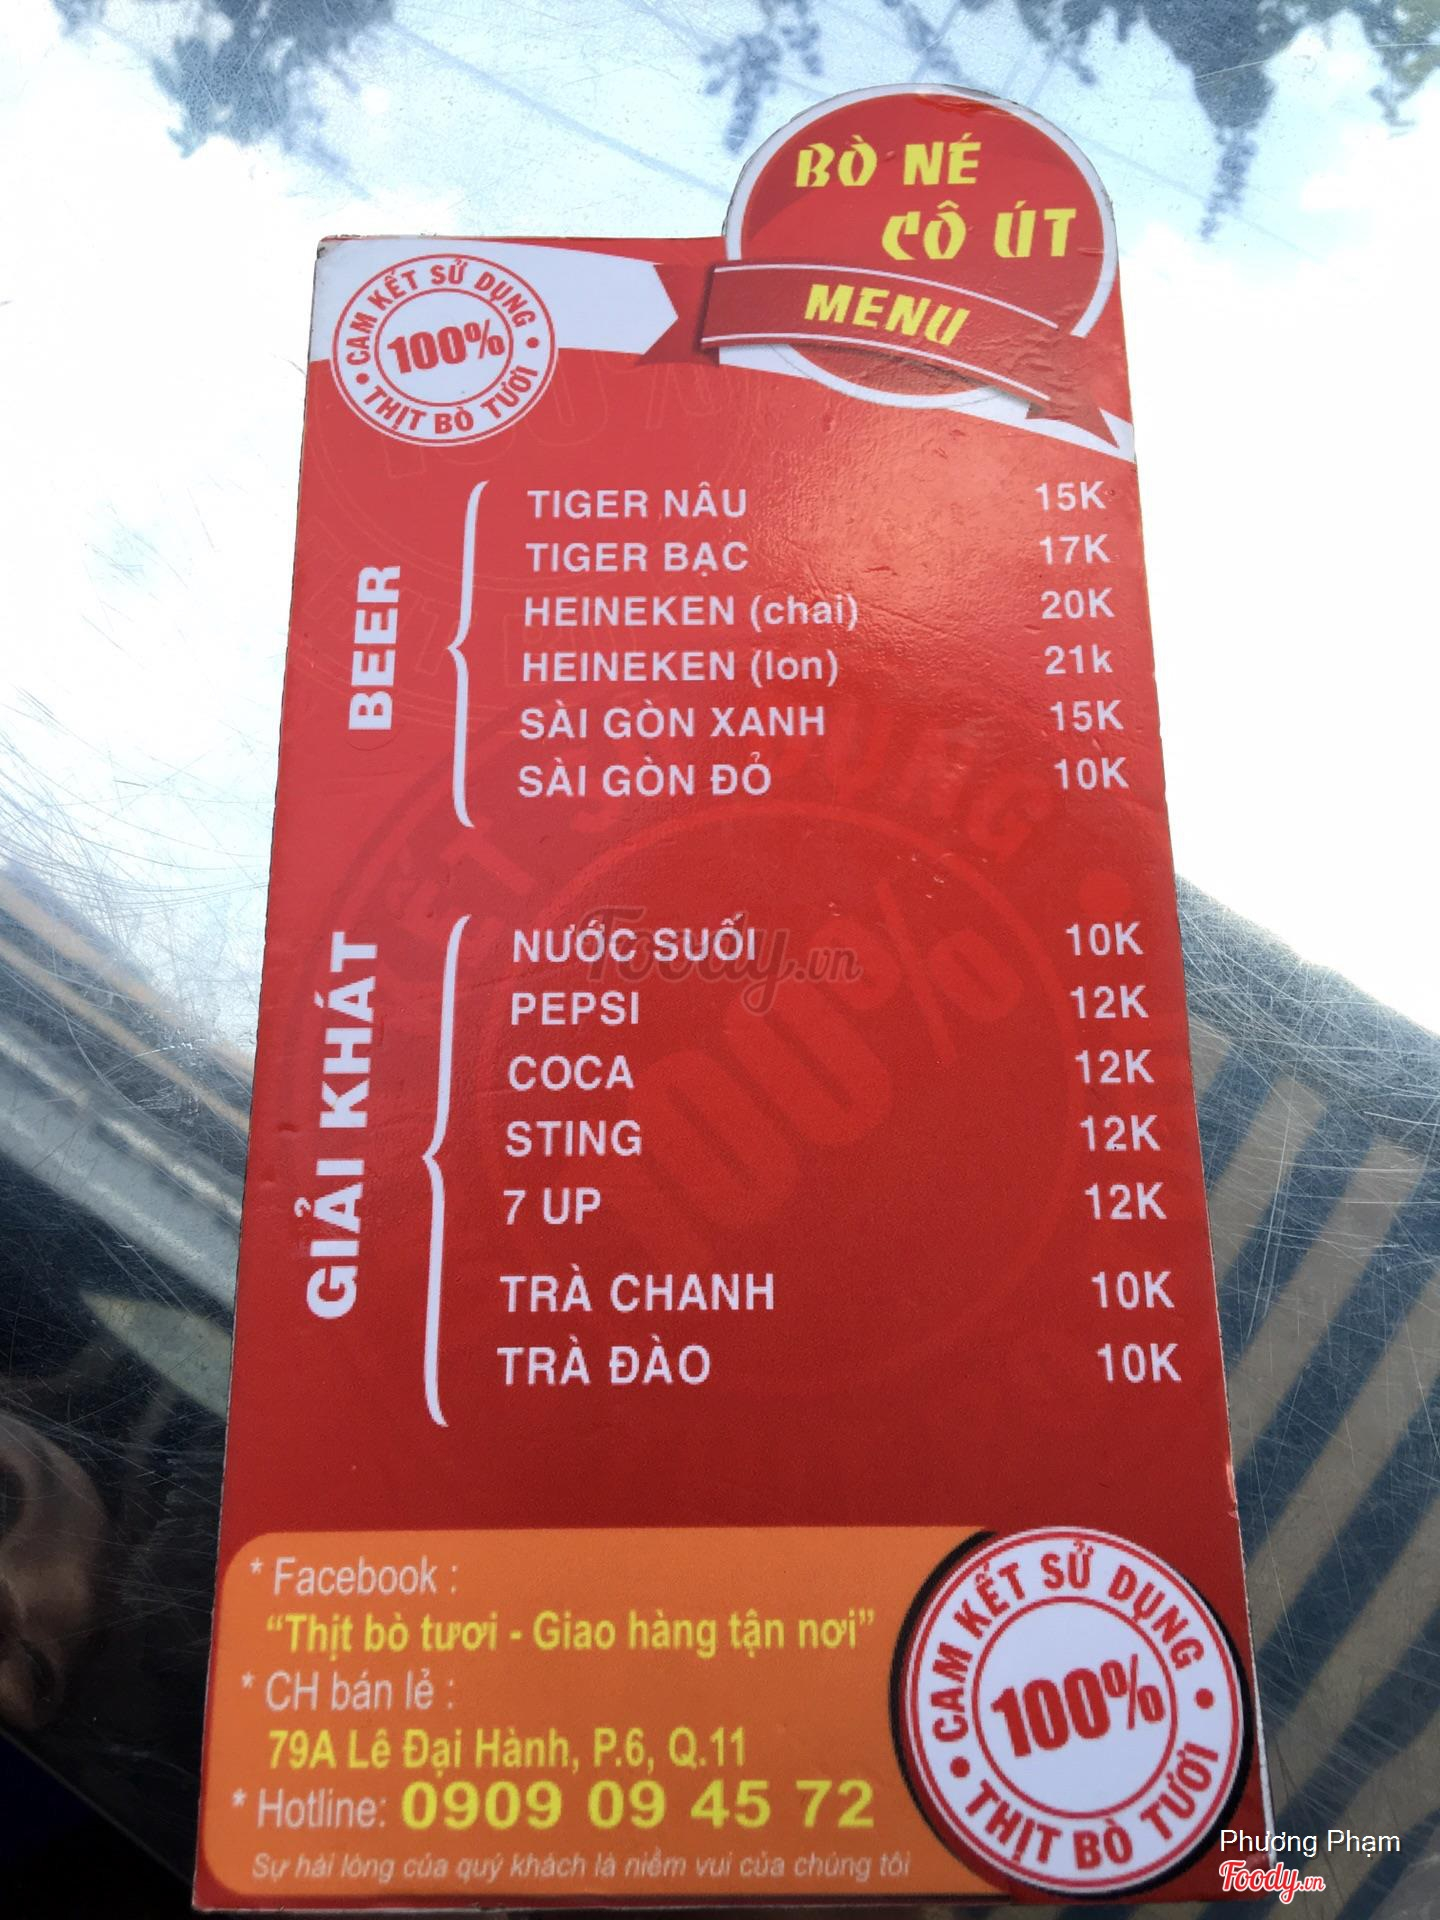 BÒ NÉ
CÔ ÚT
MENU
CAM KẾT SỬ DỤNG
100%
THỊT BÒ TƯƠI
BEER
TIGER NÂU 15K
TIGER BẠC 17K
HEINEKEN (chai) 20K
HEINEKEN (lon) 21k
SÀI GÒN XANH 15K
SÀI GÒN ĐỎ 10K
GIẢI KHÁT
NƯỚC SUỐI 10K
PEPSI 12K
COCA 12K
STING 12K
7 UP 12K
TRÀ CHANH 10K
TRÀ ĐÀO 10K
Foody.vn
* Facebook :
“Thịt bò tươi - Giao hàng tận nơi”
* CH bán lẻ :
79A Lê Đại Hành, P.6, Q.11
* Hotline: 0909 09 45 72
Sự hài lòng của quý khách là niềm vui của chúng tôi
CAM KẾT SỬ DỤNG
100%
THỊT BÒ TƯƠI
Phương Phạm
Foody.vn